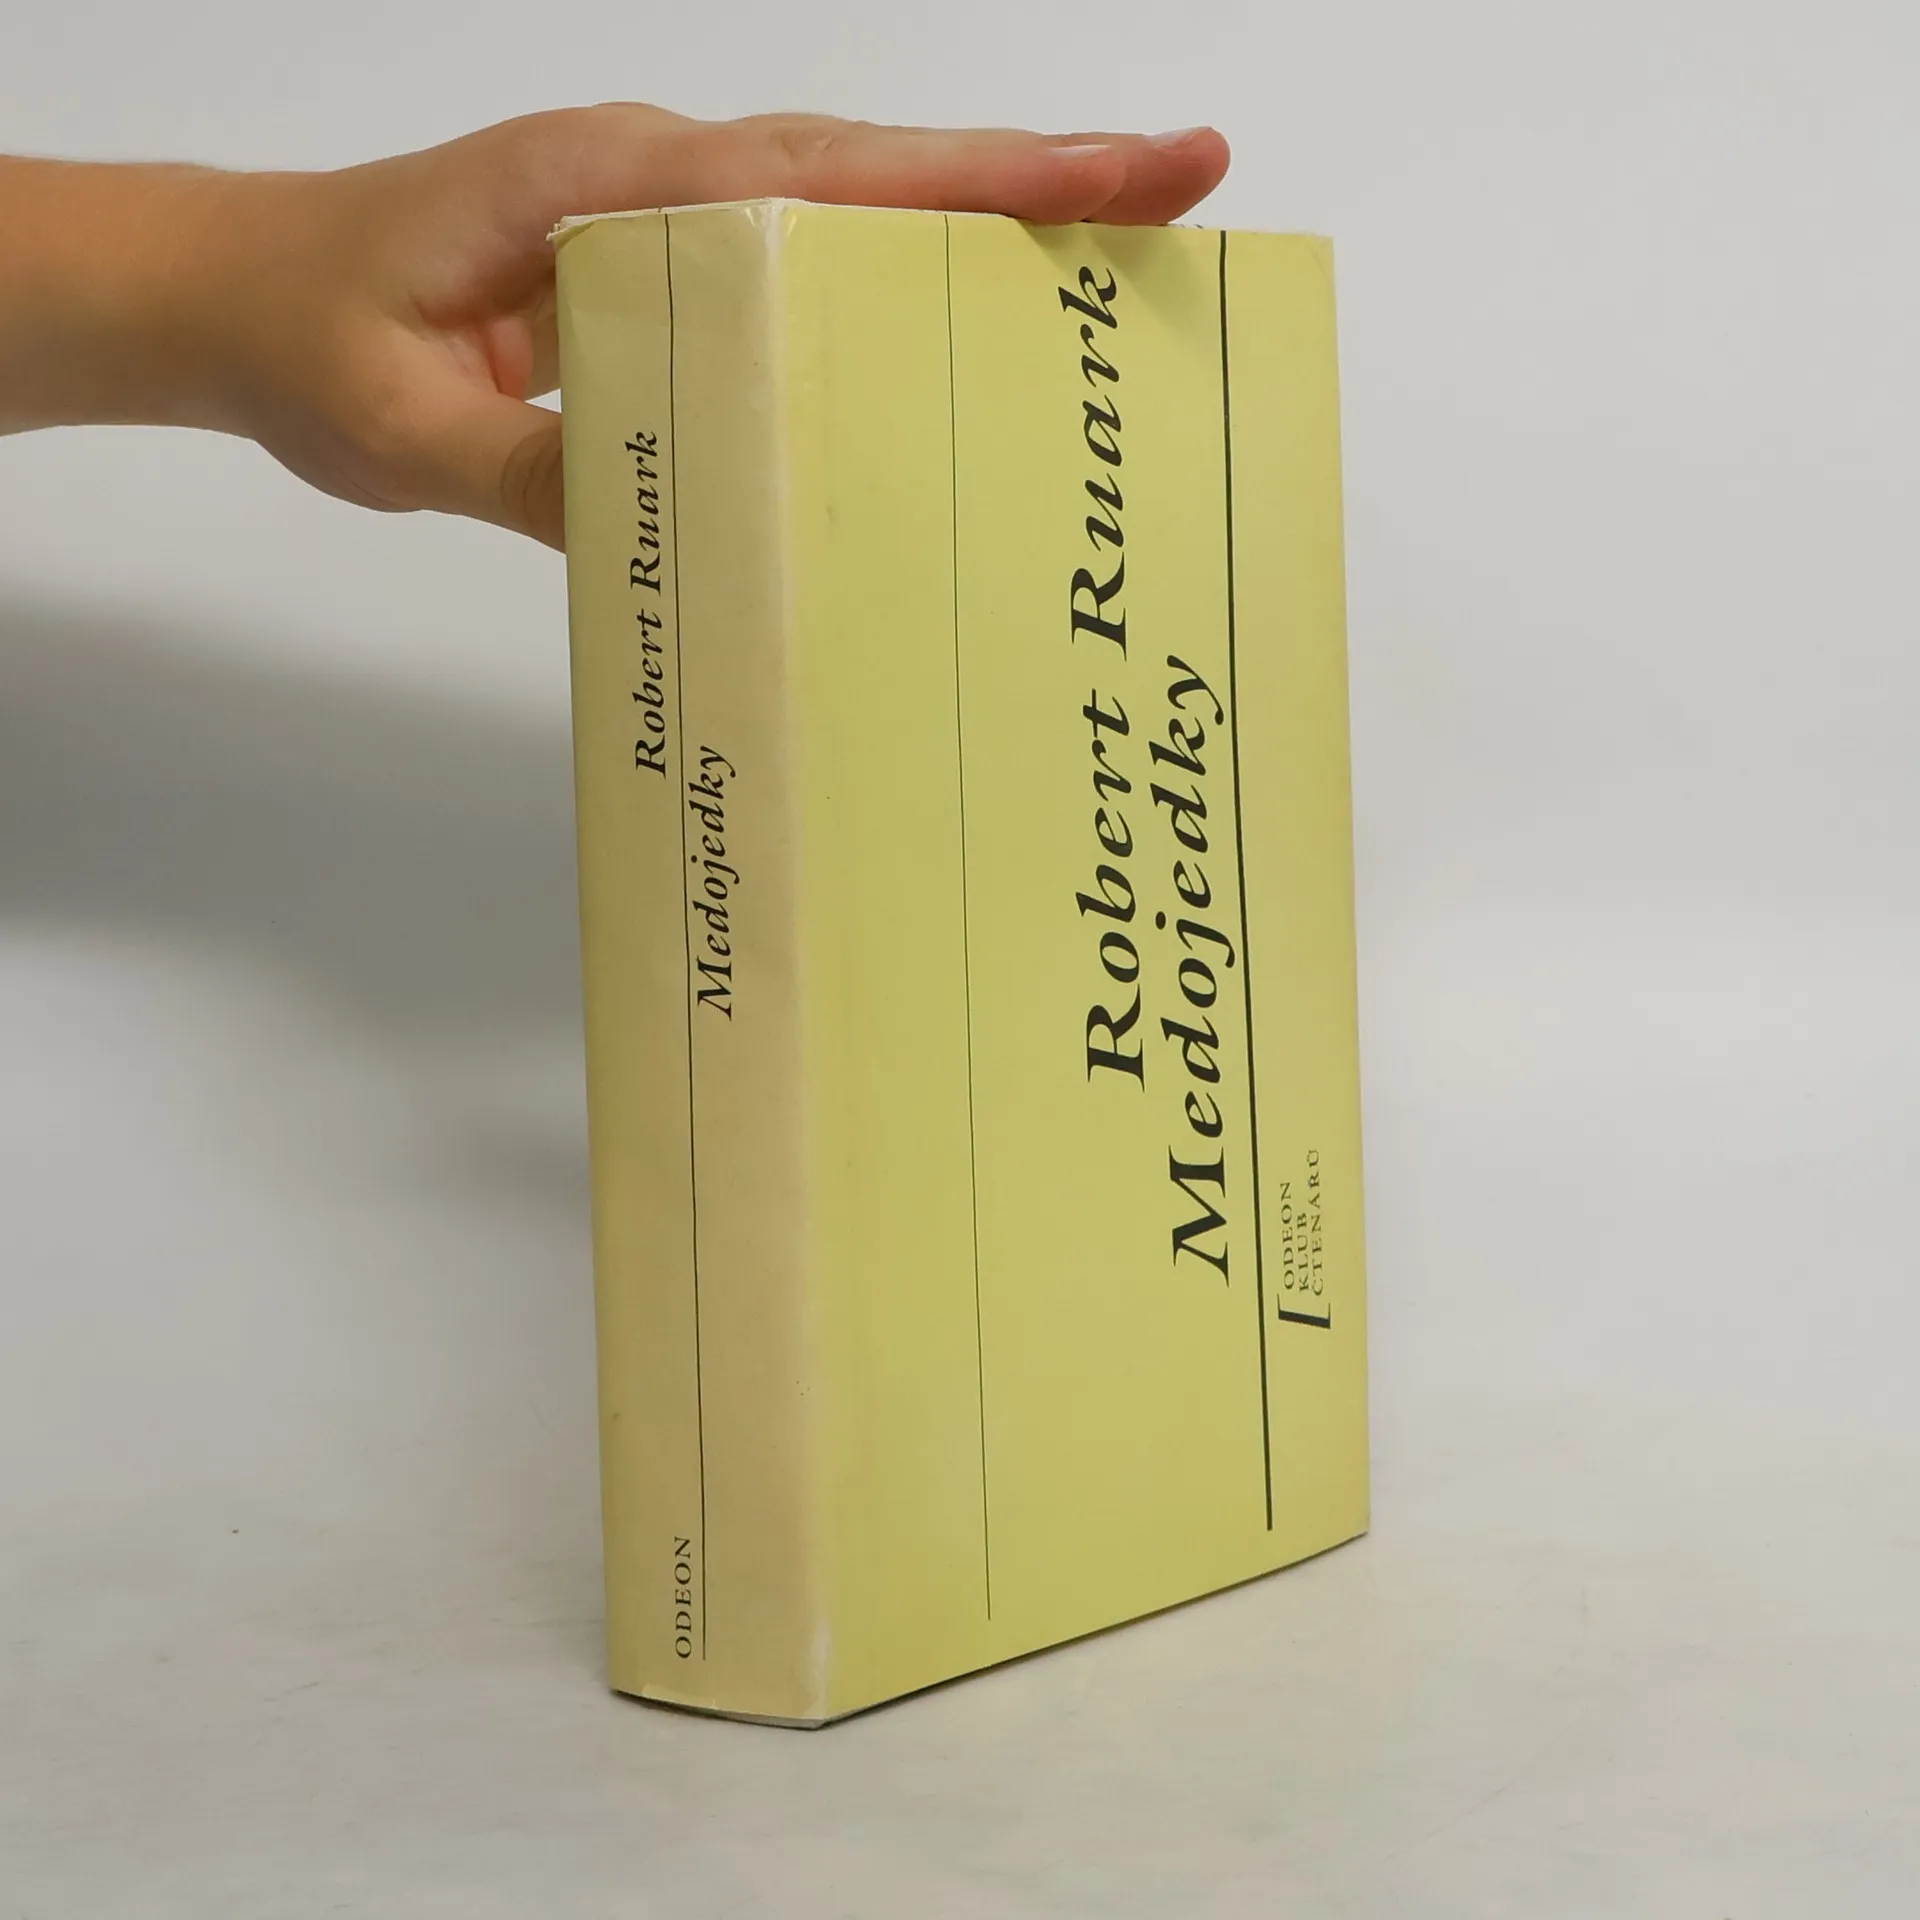 Robert Ruark
Medojedky
ODEON
Robert Ruark
Medojedky
ODEON
KLUB
ČTENÁŘŮ